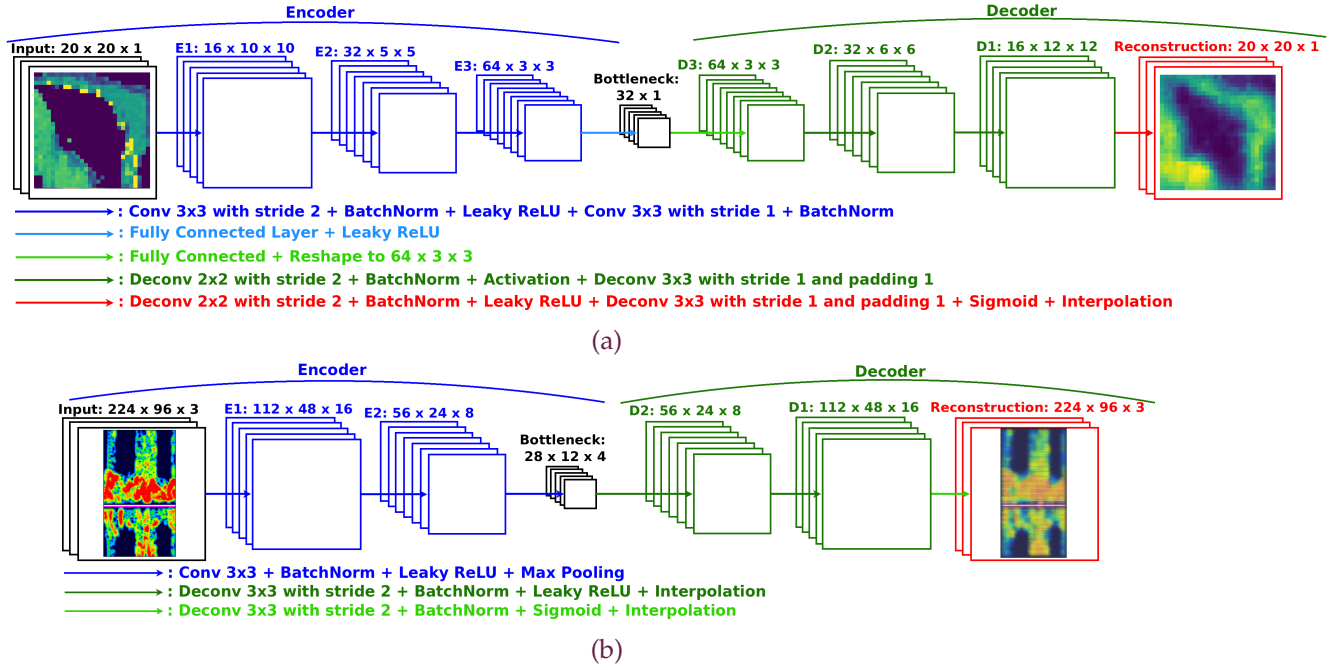 Encoder
Decoder
Input: 20 x 20 x 1
E1: 16 x 10 x 10
E2: 32 x 5 x 5
E3: 64 x 3 x 3
Bottleneck:
32 x 1
D3: 64 x 3 x 3
D2: 32 x 6 x 6
D1: 16 x 12 x 12
Reconstruction: 20 x 20 x 1
: Conv 3x3 with stride 2 + BatchNorm + Leaky ReLU + Conv 3x3 with stride 1 + BatchNorm
: Fully Connected Layer + Leaky ReLU
: Fully Connected + Reshape to 64 x 3 x 3
: Deconv 2x2 with stride 2 + BatchNorm + Activation + Deconv 3x3 with stride 1 and padding 1
: Deconv 2x2 with stride 2 + BatchNorm + Leaky ReLU + Deconv 3x3 with stride 1 and padding 1 + Sigmoid + Interpolation
(a)
Encoder
Decoder
Input: 224 x 96 x 3
E1: 112 x 48 x 16
E2: 56 x 24 x 8
Bottleneck:
28 x 12 x 4
D2: 56 x 24 x 8
D1: 112 x 48 x 16
Reconstruction: 224 x 96 x 3
: Conv 3x3 + BatchNorm + Leaky ReLU + Max Pooling
: Deconv 3x3 with stride 2 + BatchNorm + Leaky ReLU + Interpolation
: Deconv 3x3 with stride 2 + BatchNorm + Sigmoid + Interpolation
(b)